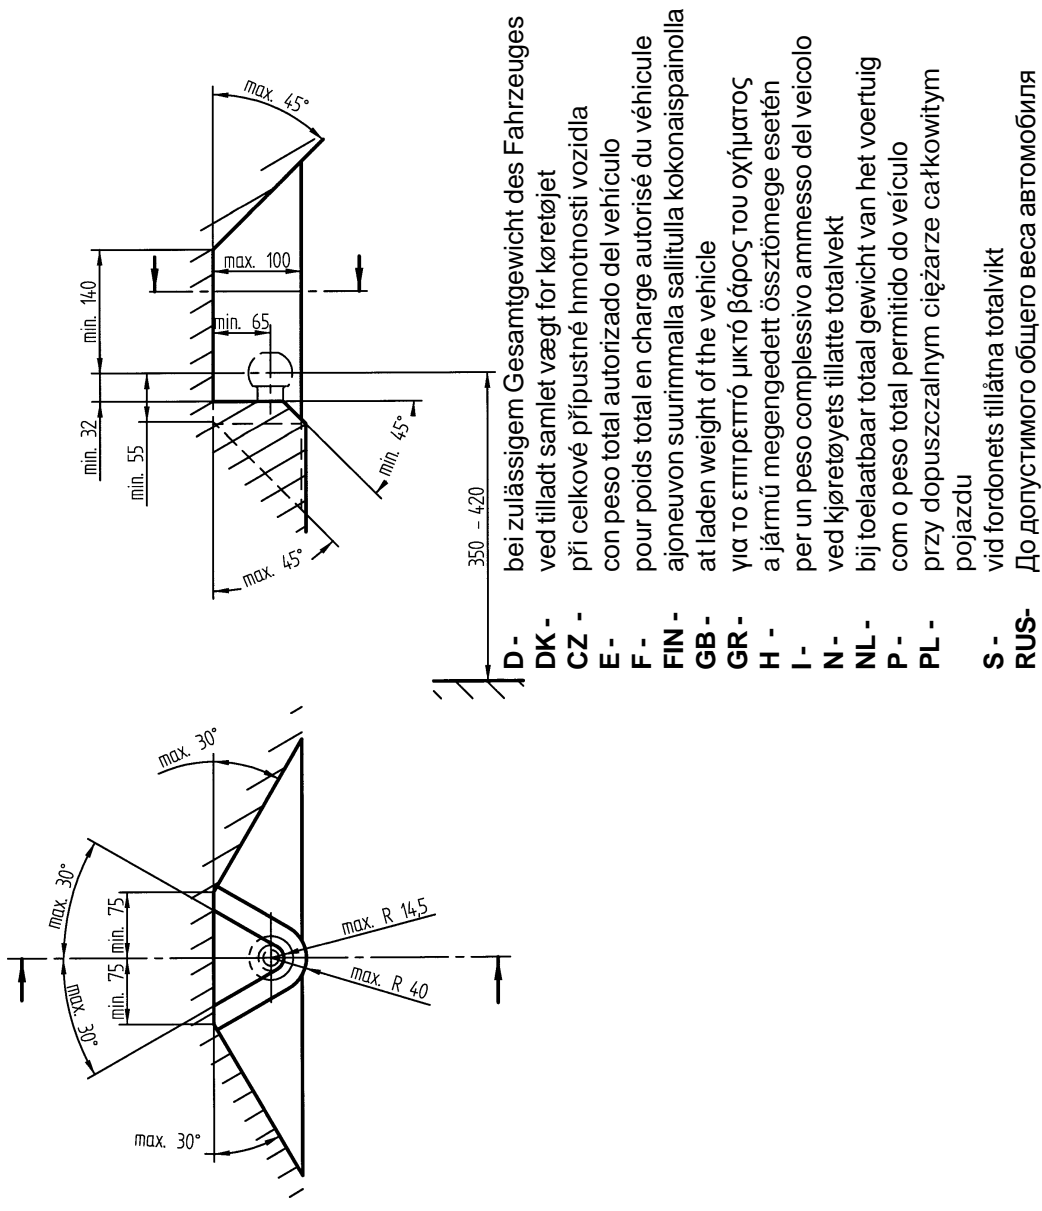 max. 30°
max. 30°
min. 75
min. 75
max. 30°
max. 30°
max. R 40
max. R 14,5
min. 32
min. 140
min. 55
min. 65
max. 100
max. 45°
max. 45°
min. 45°
350 - 420
D - bei zulässigem Gesamtgewicht des Fahrzeuges
DK - ved tilladt samlet vægt for køretøjet
CZ - při celkové přípustné hmotnosti vozidla
E - con peso total autorizado del vehículo
F - pour poids total en charge autorisé du véhicule
FIN - ajoneuvon suurimmalla sallitulla kokonaispainolla
GB - at laden weight of the vehicle
GR - για το επιτρεπτό μικτό βάρος του οχήματος
H - a jármű megengedett össztömege esetén
I - per un peso complessivo ammesso del veicolo
N - ved kjøretøyets tillatte totalvekt
NL - bij toelaatbaar totaal gewicht van het voertuig
P - com o peso total permitido do veículo
PL - przy dopuszczalnym ciężarze całkowitym
pojazdu
S - vid fordonets tillåtna totalvikt
RUS- До допустимого общего веса автомобиля